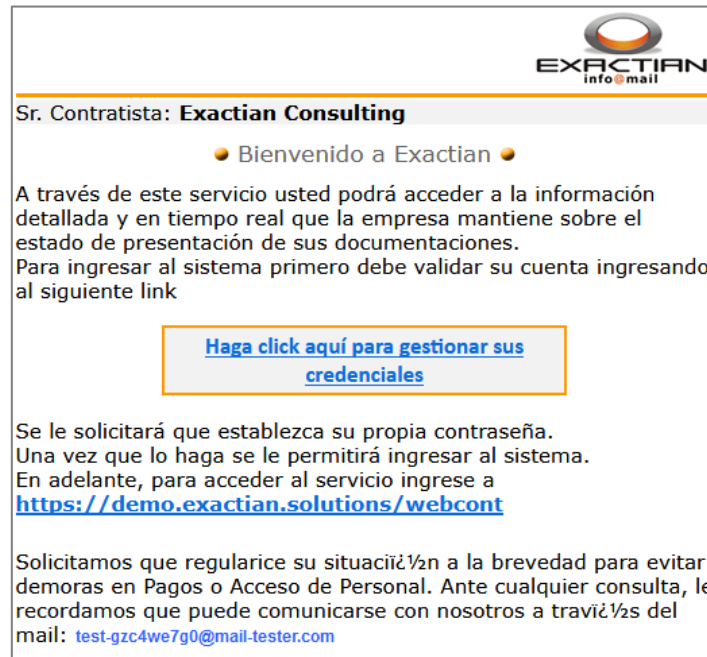 EXACTIAN
info@mail
Sr. Contratista: Exactian Consulting
Bienvenido a Exactian
A través de este servicio usted podrá acceder a la información
detallada y en tiempo real que la empresa mantiene sobre el
estado de presentación de sus documentaciones.
Para ingresar al sistema primero debe validar su cuenta ingresando
al siguiente link
Haga click aquí para gestionar sus
credenciales
Se le solicitará que establezca su propia contraseña.
Una vez que lo haga se le permitirá ingresar al sistema.
En adelante, para acceder al servicio ingrese a
https://demo.exactian.solutions/webcont
Solicitamos que regularice su situaciï¿½n a la brevedad para evitar
demoras en Pagos o Acceso de Personal. Ante cualquier consulta, le
recordamos que puede comunicarse con nosotros a travï¿½s del
mail: test-gzc4we7g0@mail-tester.com